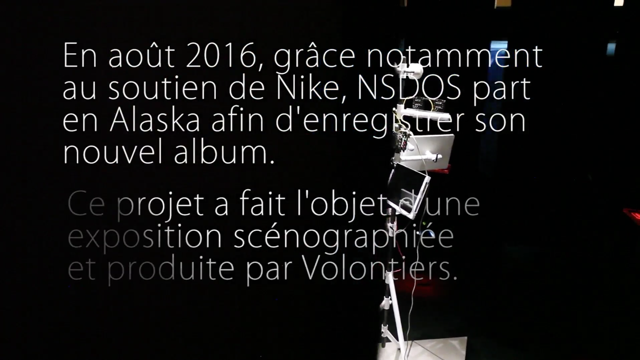 En août 2016, grâce notamment
au soutien de Nike, NSDOS part
en Alaska afin d'enregistrer son
nouvel album.
Ce projet a fait l'objet d'une
exposition scénographiée
et produite par Volontiers.